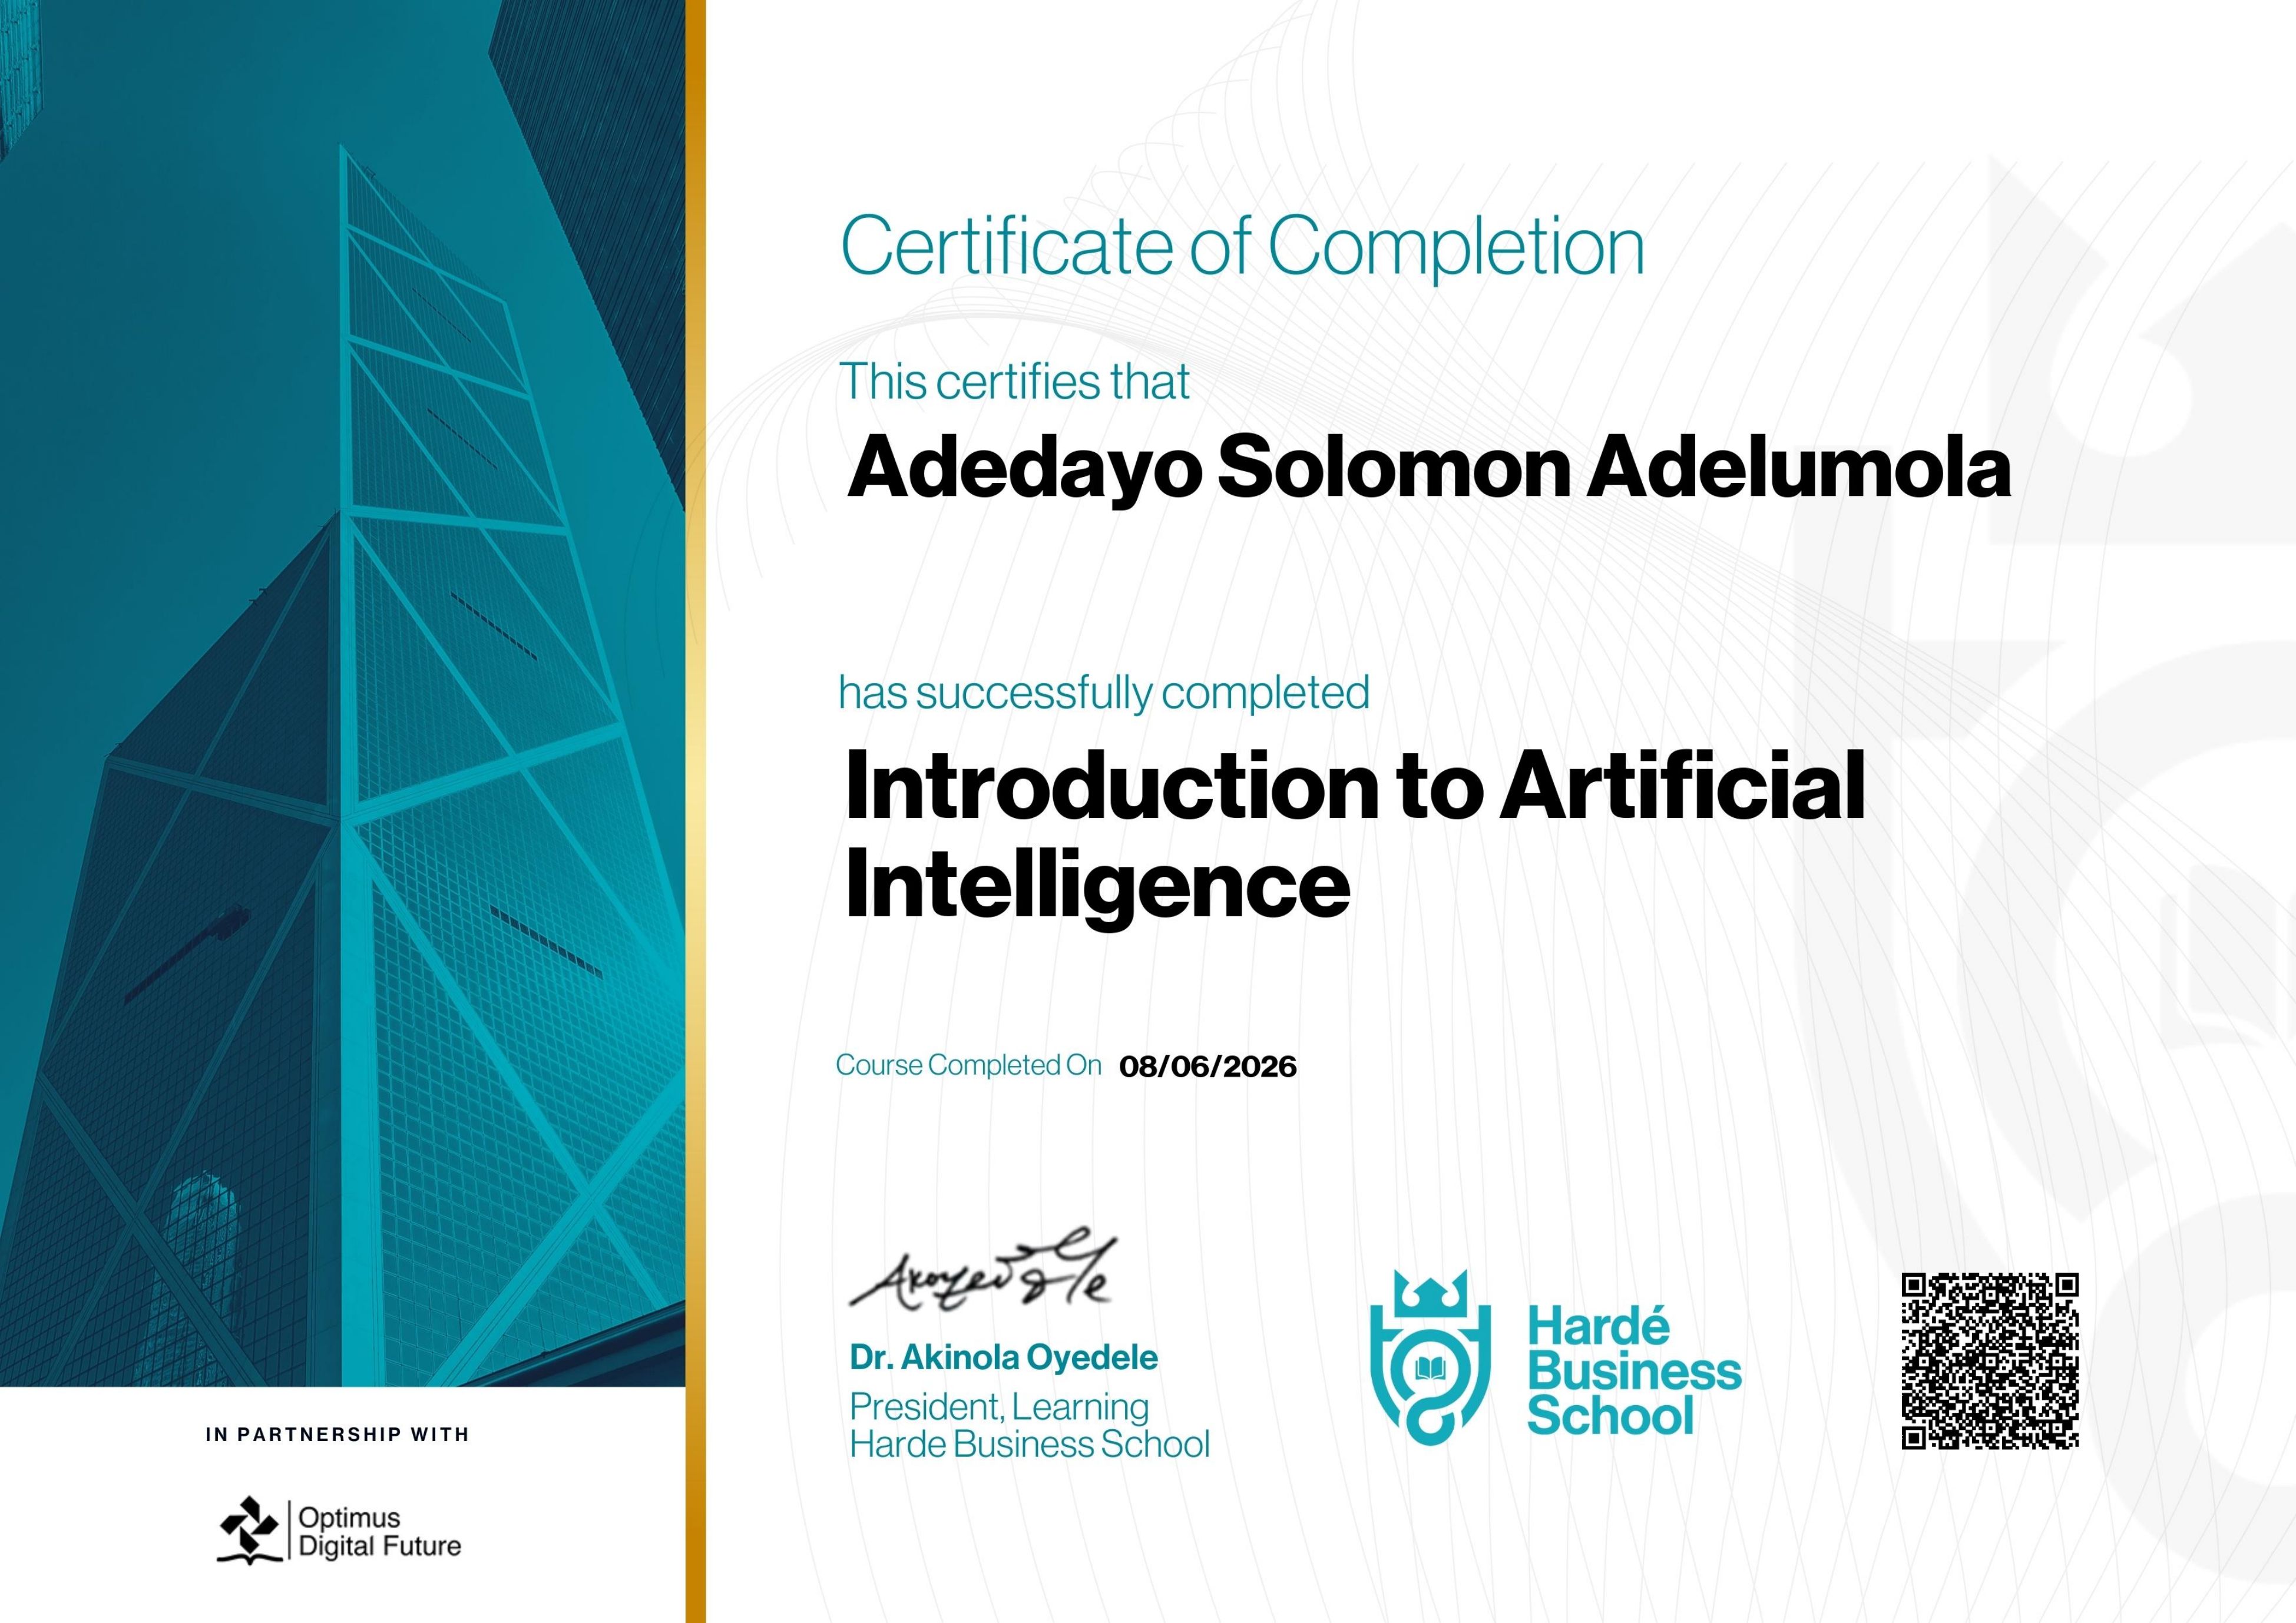 Certificate of Completion
This certifies that
Adedayo Solomon Adelumola
has successfully completed
Introduction to Artificial
Intelligence
Course Completed On 08/06/2026
Dr. Akinola Oyedele
President, Learning
Harde Business School
Hardé
Business
School
IN PARTNERSHIP WITH
Optimus
Digital Future